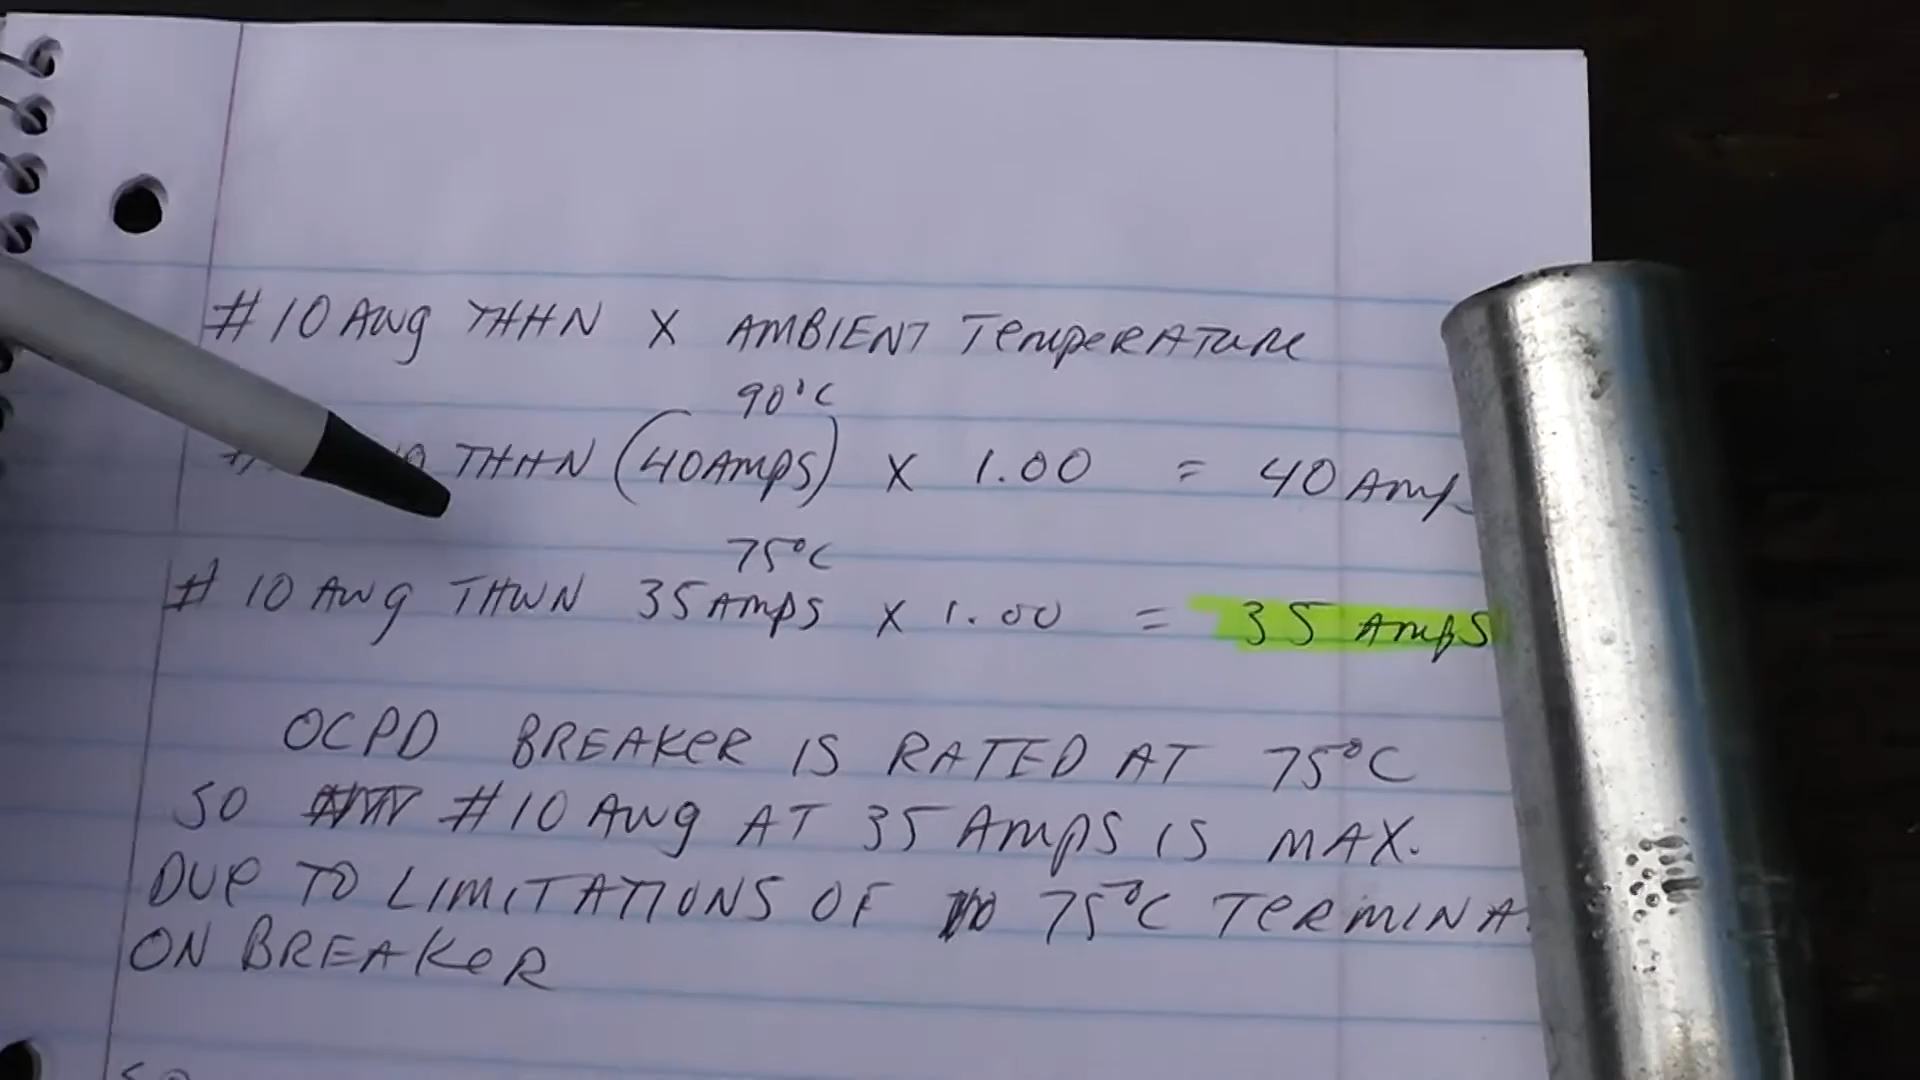 #10 AWG THHN X AMBIENT TEMPERATURE
90°C
THHN (40 AMPS) X 1.00 = 40 AMP
75°C
# 10 AWG THWN 35 AMPS X 1.00 = 35 AMPS
OCPD BREAKER IS RATED AT 75°C
SO #10 AWG AT 35 AMPS IS MAX.
DUE TO LIMITATIONS OF 75°C TERMINA
ON BREAKER